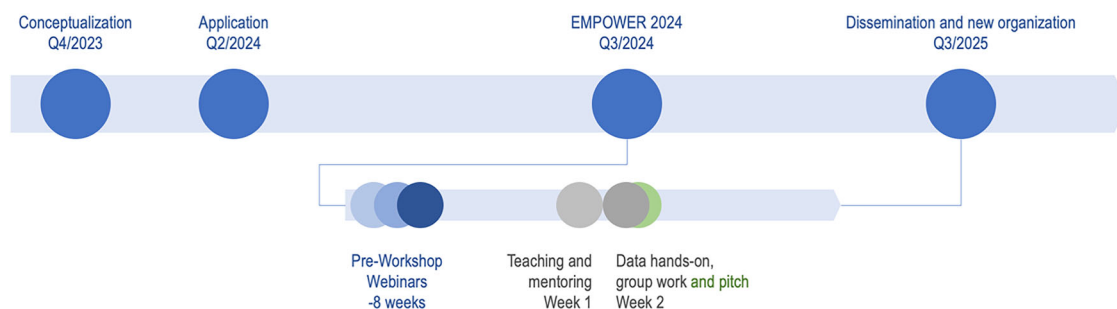 Conceptualization
Q4/2023
Application
Q2/2024
EMPOWER 2024
Q3/2024
Dissemination and new organization
Q3/2025
Pre-Workshop
Webinars
-8 weeks
Teaching and
mentoring
Week 1
Data hands-on,
group work and pitch
Week 2